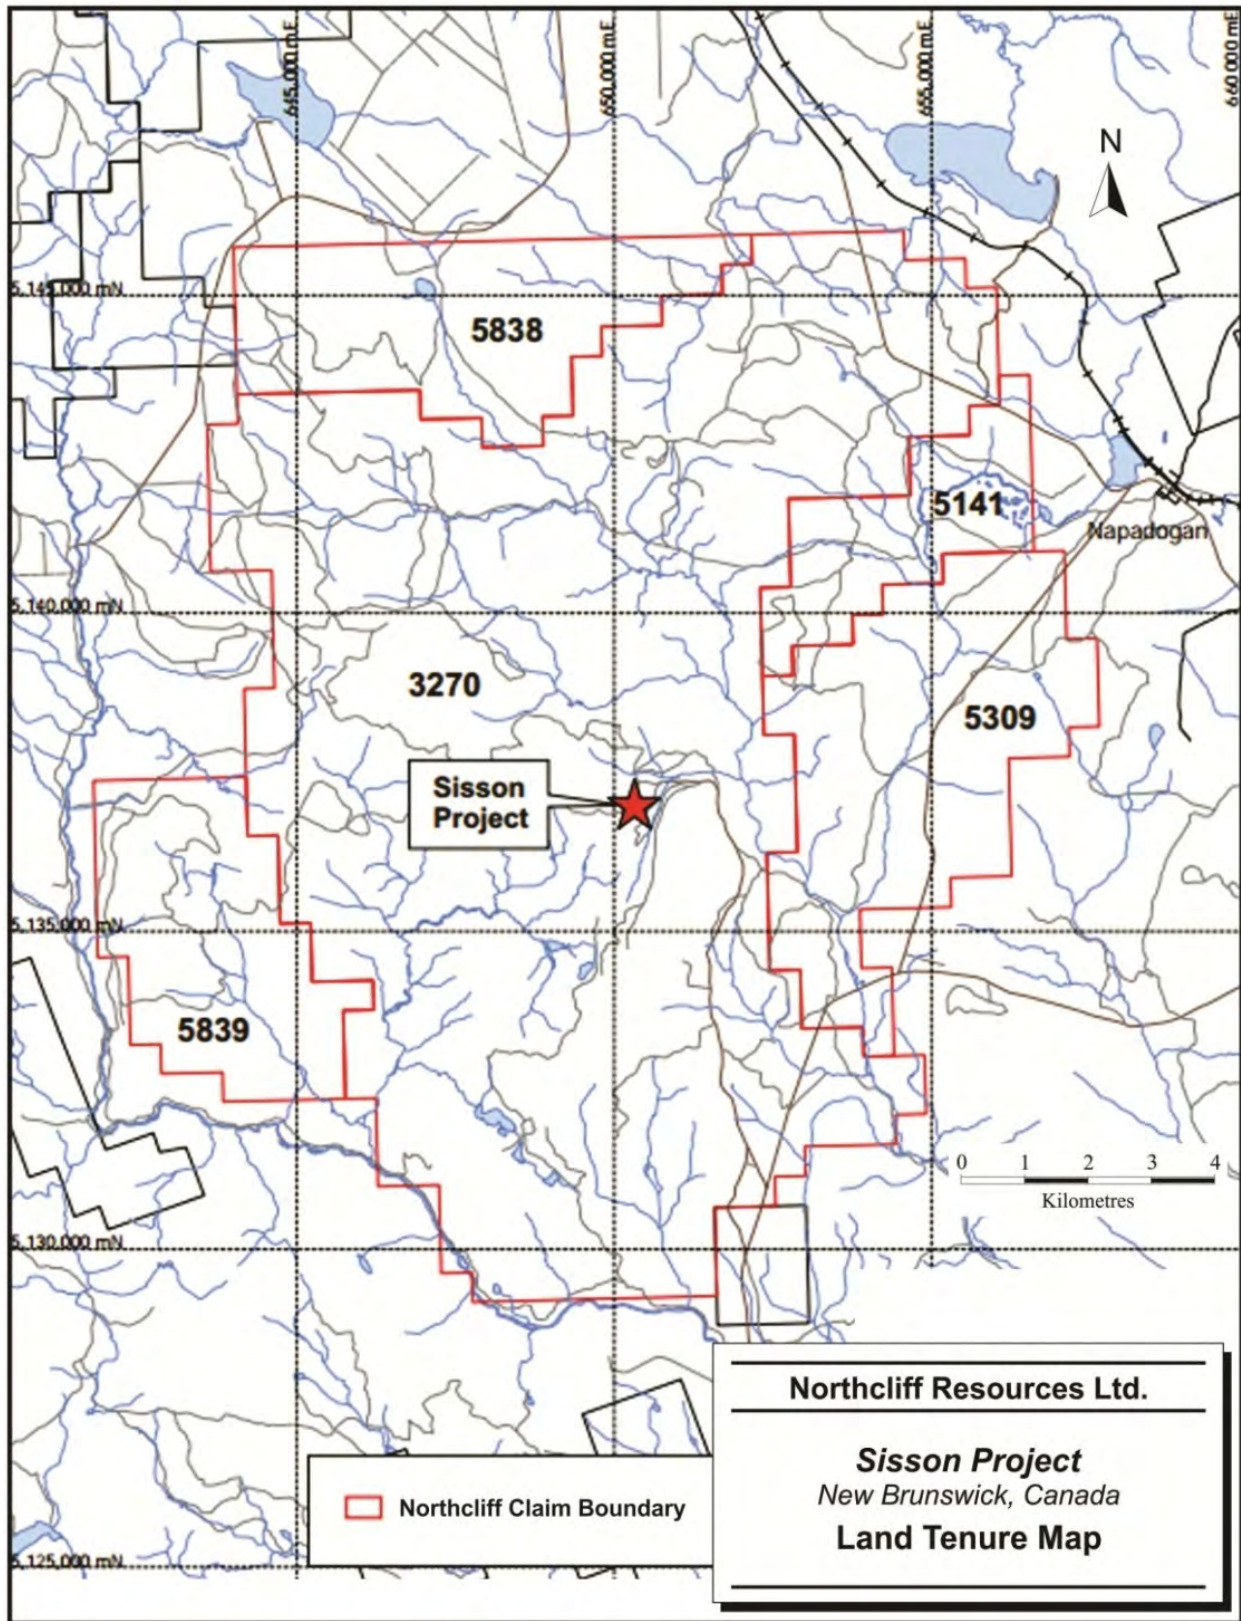 645,000 mE
650,000 mE
655,000 mE
660,000 mE
N
5,145,000 mN
5838
5141
Napadogan
5,140,000 mN
3270
5309
Sisson
Project
5,135,000 mN
5839
0 1 2 3 4
Kilometres
5,130,000 mN
Northcliff Resources Ltd.
Sisson Project
New Brunswick, Canada
Land Tenure Map
Northcliff Claim Boundary
5,125,000 mN